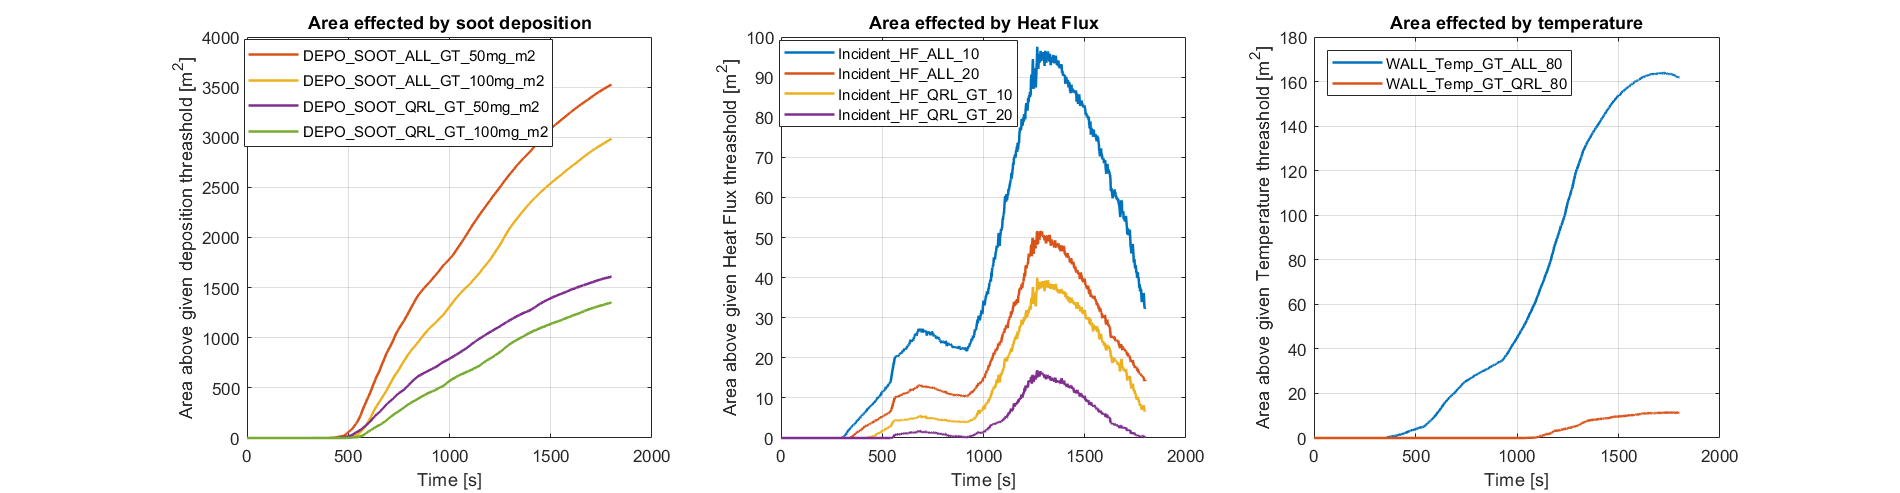 Area effected by soot deposition
Area above given deposition threashold [m2]
4000
3500
3000
2500
2000
1500
1000
500
0
DEPO_SOOT_ALL_GT_50mg_m2
DEPO_SOOT_ALL_GT_100mg_m2
DEPO_SOOT_QRL_GT_50mg_m2
DEPO_SOOT_QRL_GT_100mg_m2
0 500 1000 1500 2000
Time [s]
Area effected by Heat Flux
Area above given Heat Flux threashold [m2]
100
90
80
70
60
50
40
30
20
10
0
Incident_HF_ALL_10
Incident_HF_ALL_20
Incident_HF_QRL_GT_10
Incident_HF_QRL_GT_20
0 500 1000 1500 2000
Time [s]
Area effected by temperature
Area above given Temperature threashold [m2]
180
160
140
120
100
80
60
40
20
0
WALL_Temp_GT_ALL_80
WALL_Temp_GT_QRL_80
0 500 1000 1500 2000
Time [s]